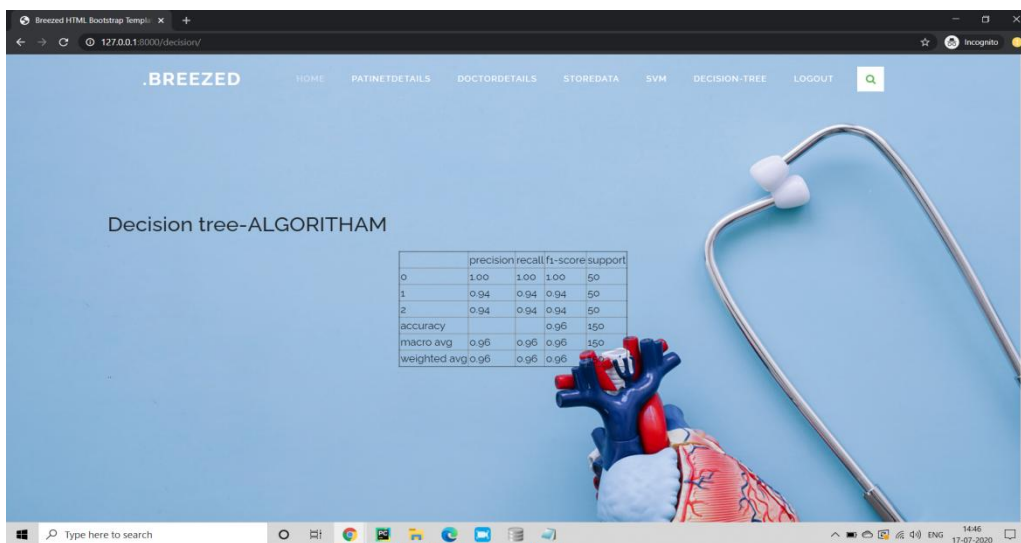 Breezed HTML Bootstrap Templa
127.0.0.1:8000/decision/
Incognito
.BREEZED HOME PATINETDETAILS DOCTORDETAILS STOREDATA SVM DECISION-TREE LOGOUT
Decision tree-ALGORITHAM
precision recall f1-score support
0 1.00 1.00 1.00 50
1 0.94 0.94 0.94 50
2 0.94 0.94 0.94 50
accuracy 0.96 150
macro avg 0.96 0.96 0.96 150
weighted avg 0.96 0.96 0.96
Type here to search
ENG
14:46
17-07-2020